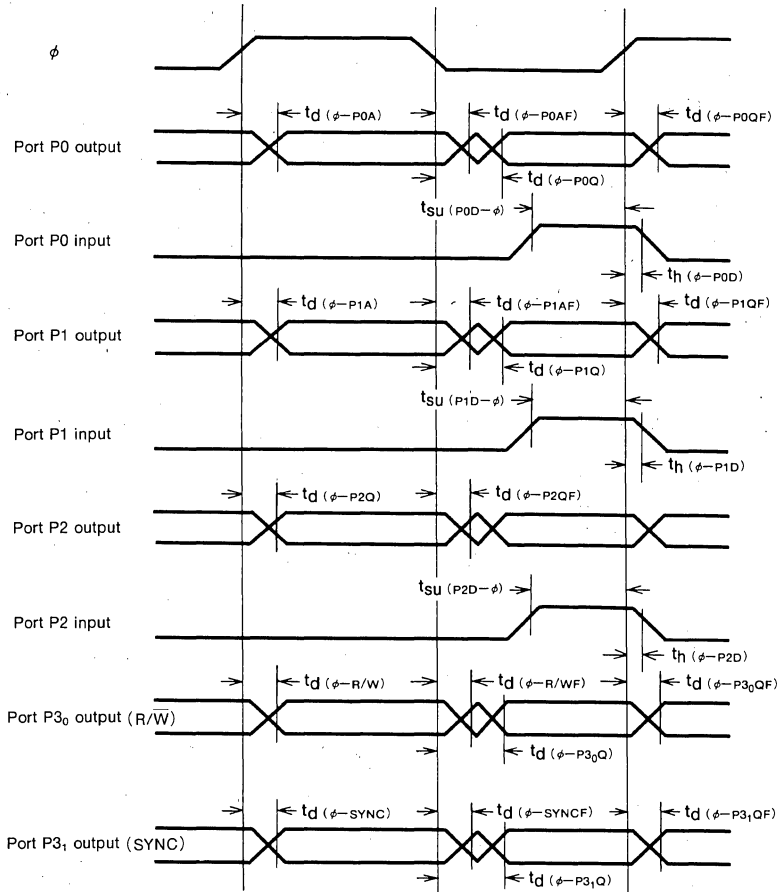 ϕ
td (ϕ−P0A) td (ϕ−P0AF) td (ϕ−P0QF)
Port P0 output
td (ϕ−P0Q)
tsu (P0D−ϕ)
Port P0 input
th (ϕ−P0D)
td (ϕ−P1A) td (ϕ−P1AF) td (ϕ−P1QF)
Port P1 output
td (ϕ−P1Q)
tsu (P1D−ϕ)
Port P1 input
th (ϕ−P1D)
td (ϕ−P2Q) td (ϕ−P2QF)
Port P2 output
tsu (P2D−ϕ)
Port P2 input
th (ϕ−P2D)
td (ϕ−R/W) td (ϕ−R/WF) td (ϕ−P3₀QF)
Port P3₀ output (R/W̅)
td (ϕ−P3₀Q)
td (ϕ−SYNC) td (ϕ−SYNCF) td (ϕ−P3₁QF)
Port P3₁ output (SYNC)
td (ϕ−P3₁Q)